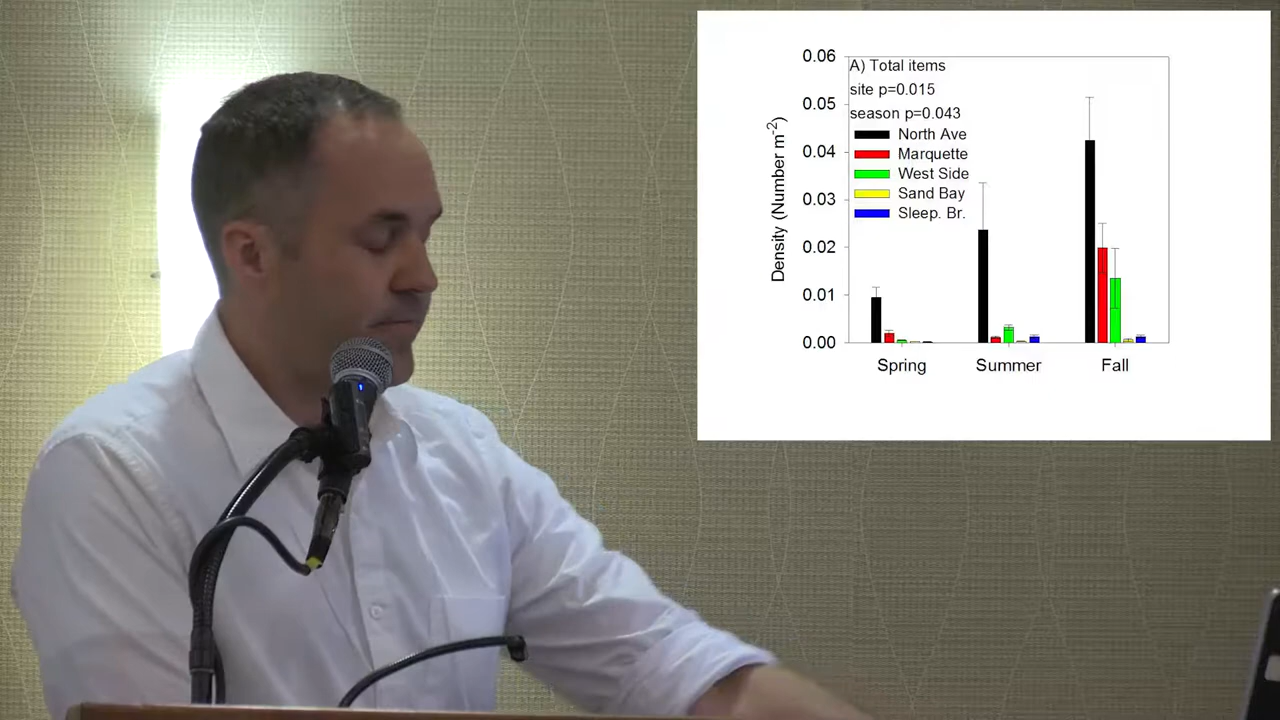 0.06
0.05
0.04
0.03
0.02
0.01
0.00
Density (Number m-2)
A) Total items
site p=0.015
season p=0.043
North Ave
Marquette
West Side
Sand Bay
Sleep. Br.
Spring
Summer
Fall